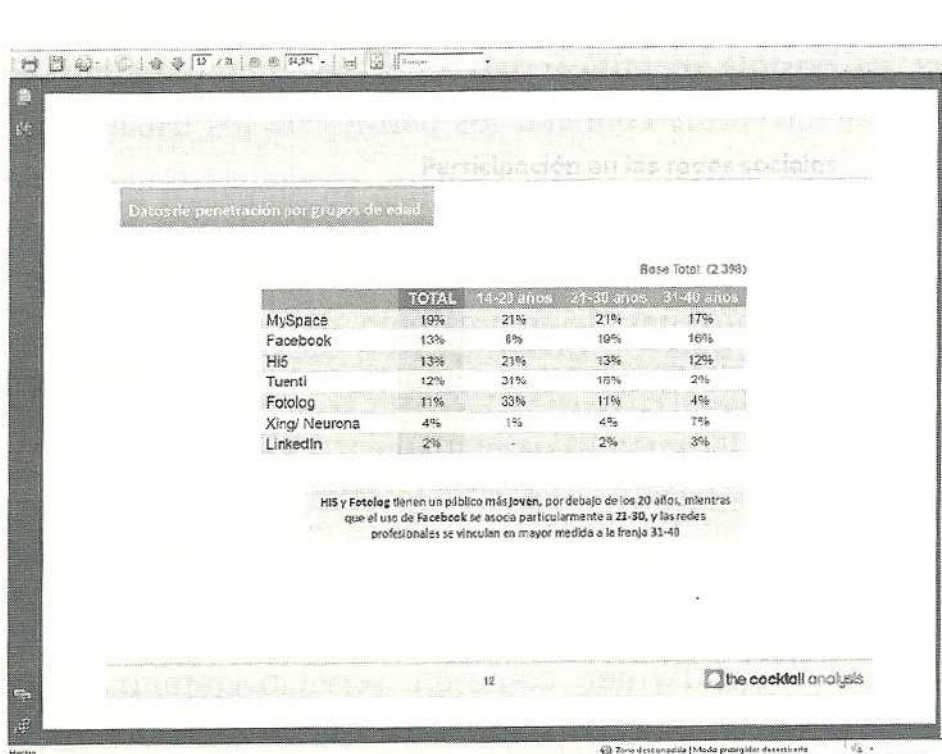 12 / 31 94,2%
Participación en las redes sociales
Datos de penetración por grupos de edad
Base Total: (2.398)
TOTAL 14-20 años 21-30 años 31-40 años
MySpace 19% 21% 21% 17%
Facebook 13% 6% 19% 16%
Hi5 13% 21% 13% 12%
Tuenti 12% 31% 2%
Fotolog 11% 33% 11% 4%
Xing/ Neurona 4% 1% 4% 7%
LinkedIn 2% - 2% 3%
Hi5 y Fotolog tienen un público más joven, por debajo de los 20 años, mientras
que el uso de Facebook se asocia particularmente a 21-30, y las redes
profesionales se vinculan en mayor medida a la franja 31-40
12
the cocktail analysis
Zona desconocida | Modo protegido: desactivado